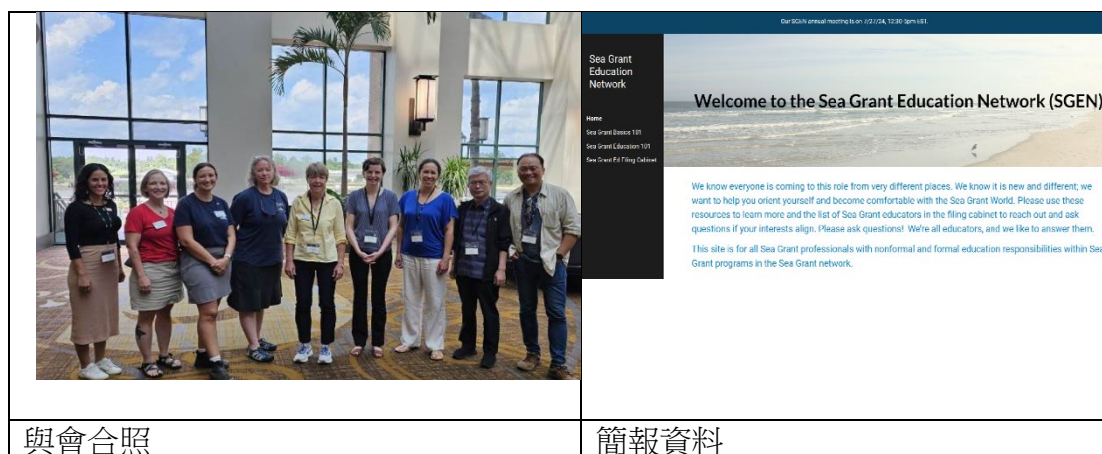 Our SGEN annual meeting is on 7/27/24, 12:30-5pm EST.
Sea Grant
Education
Network
Home
Sea Grant Basics 101
Sea Grant Education 101
Sea Grant Ed Filing Cabinet
Welcome to the Sea Grant Education Network (SGEN)
We know everyone is coming to this role from very different places. We know it is new and different; we
want to help you orient yourself and become comfortable with the Sea Grant World. Please use these
resources to learn more and the list of Sea Grant educators in the filing cabinet to reach out and ask
questions if your interests align. Please ask questions! We're all educators, and we like to answer them.
This site is for all Sea Grant professionals with nonformal and formal education responsibilities within Sea
Grant programs in the Sea Grant network.
與會合照
簡報資料